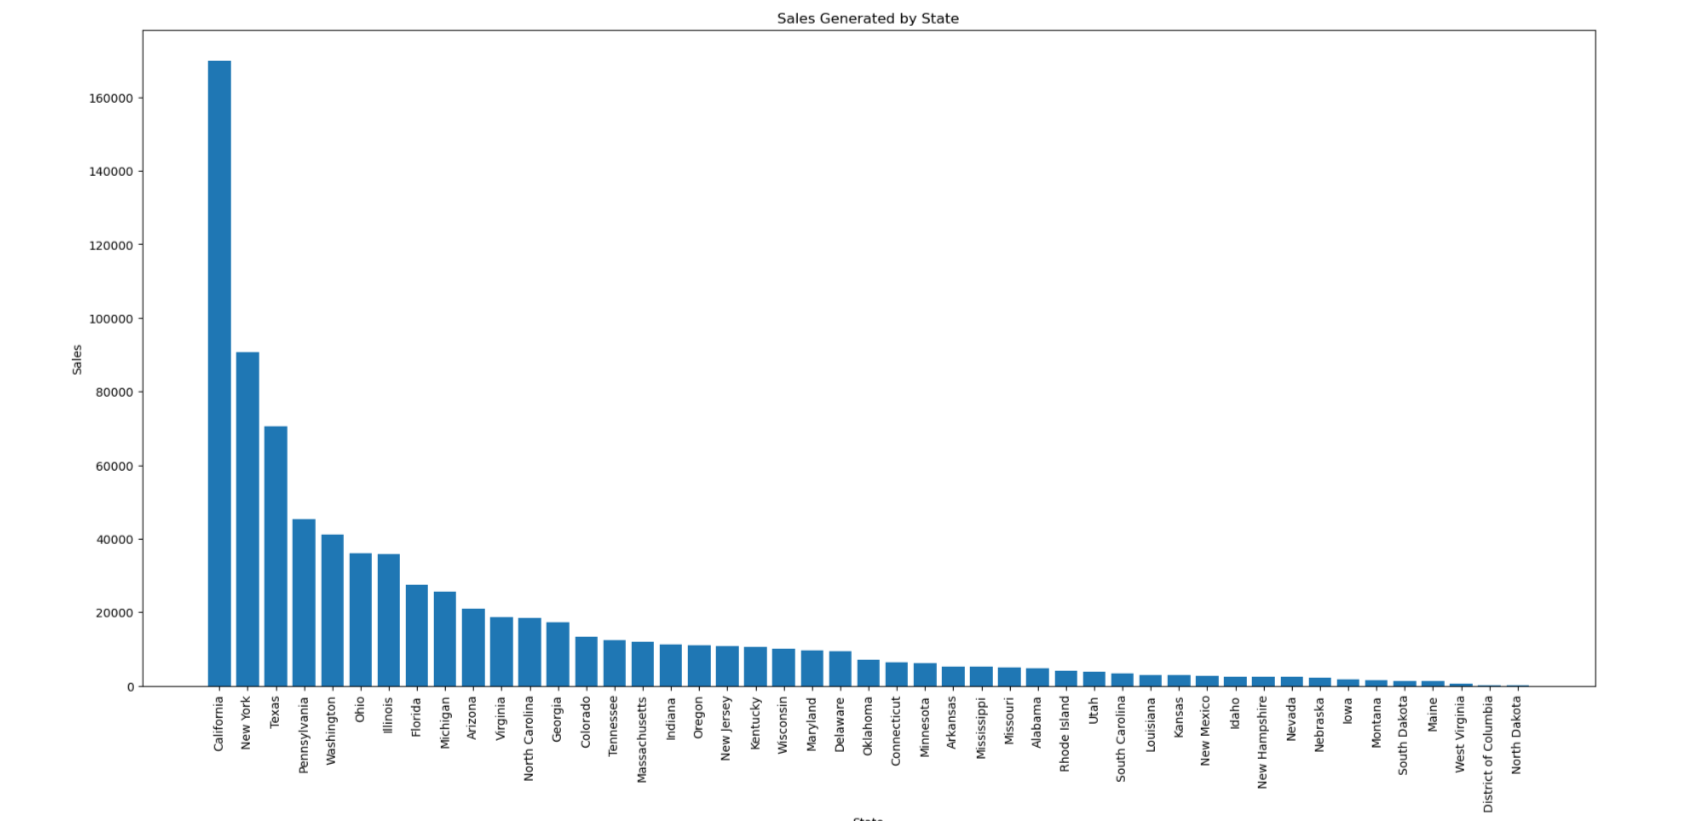 Sales Generated by State
Sales
160000
140000
120000
100000
80000
60000
40000
20000
0
California
New York
Texas
Pennsylvania
Washington
Ohio
Illinois
Florida
Michigan
Arizona
Virginia
North Carolina
Georgia
Colorado
Tennessee
Massachusetts
Indiana
Oregon
New Jersey
Kentucky
Wisconsin
Maryland
Delaware
Oklahoma
Connecticut
Minnesota
Arkansas
Mississippi
Missouri
Alabama
Rhode Island
Utah
South Carolina
Louisiana
Kansas
New Mexico
Idaho
New Hampshire
Nevada
Nebraska
Iowa
Montana
South Dakota
Maine
West Virginia
District of Columbia
North Dakota
State